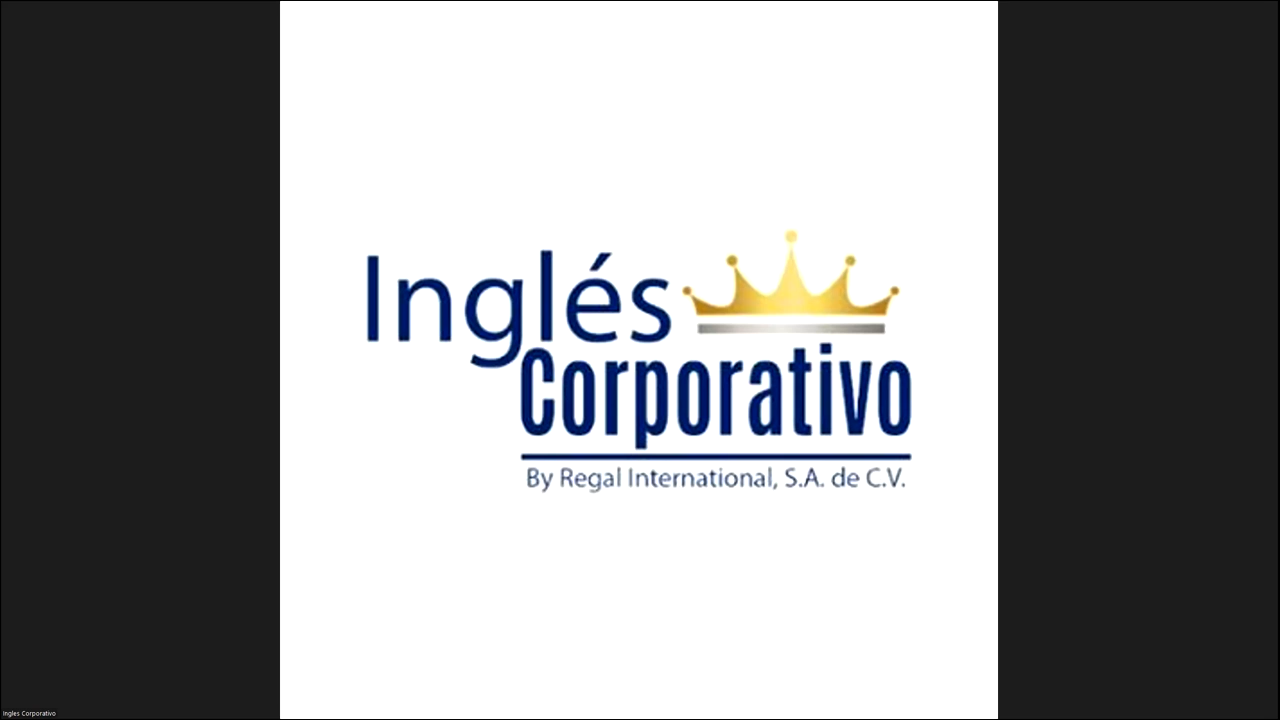 Inglés
Corporativo
By Regal International, S.A. de C.V.
Ingles Corporativo